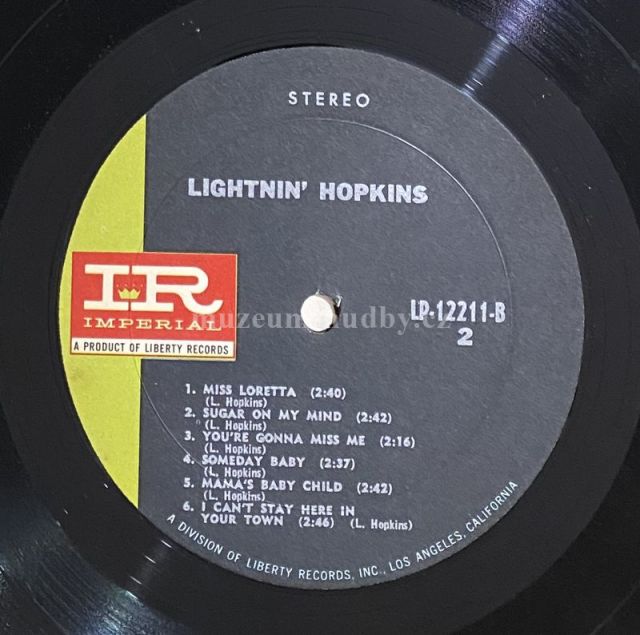 STEREO
LIGHTNIN' HOPKINS
IR
IMPERIAL
A PRODUCT OF LIBERTY RECORDS
muzeumhudby.cz
LP-12211-B
2
1. MISS LORETTA (2:40)
(L. Hopkins)
2. SUGAR ON MY MIND (2:42)
(L. Hopkins)
3. YOU'RE GONNA MISS ME (2:16)
(L. Hopkins)
4. SOMEDAY BABY (2:37)
(L. Hopkins)
5. MAMA'S BABY CHILD (2:42)
(L. Hopkins)
6. I CAN'T STAY HERE IN
YOUR TOWN (2:46) (L. Hopkins)
A DIVISION OF LIBERTY RECORDS, INC., LOS ANGELES, CALIFORNIA